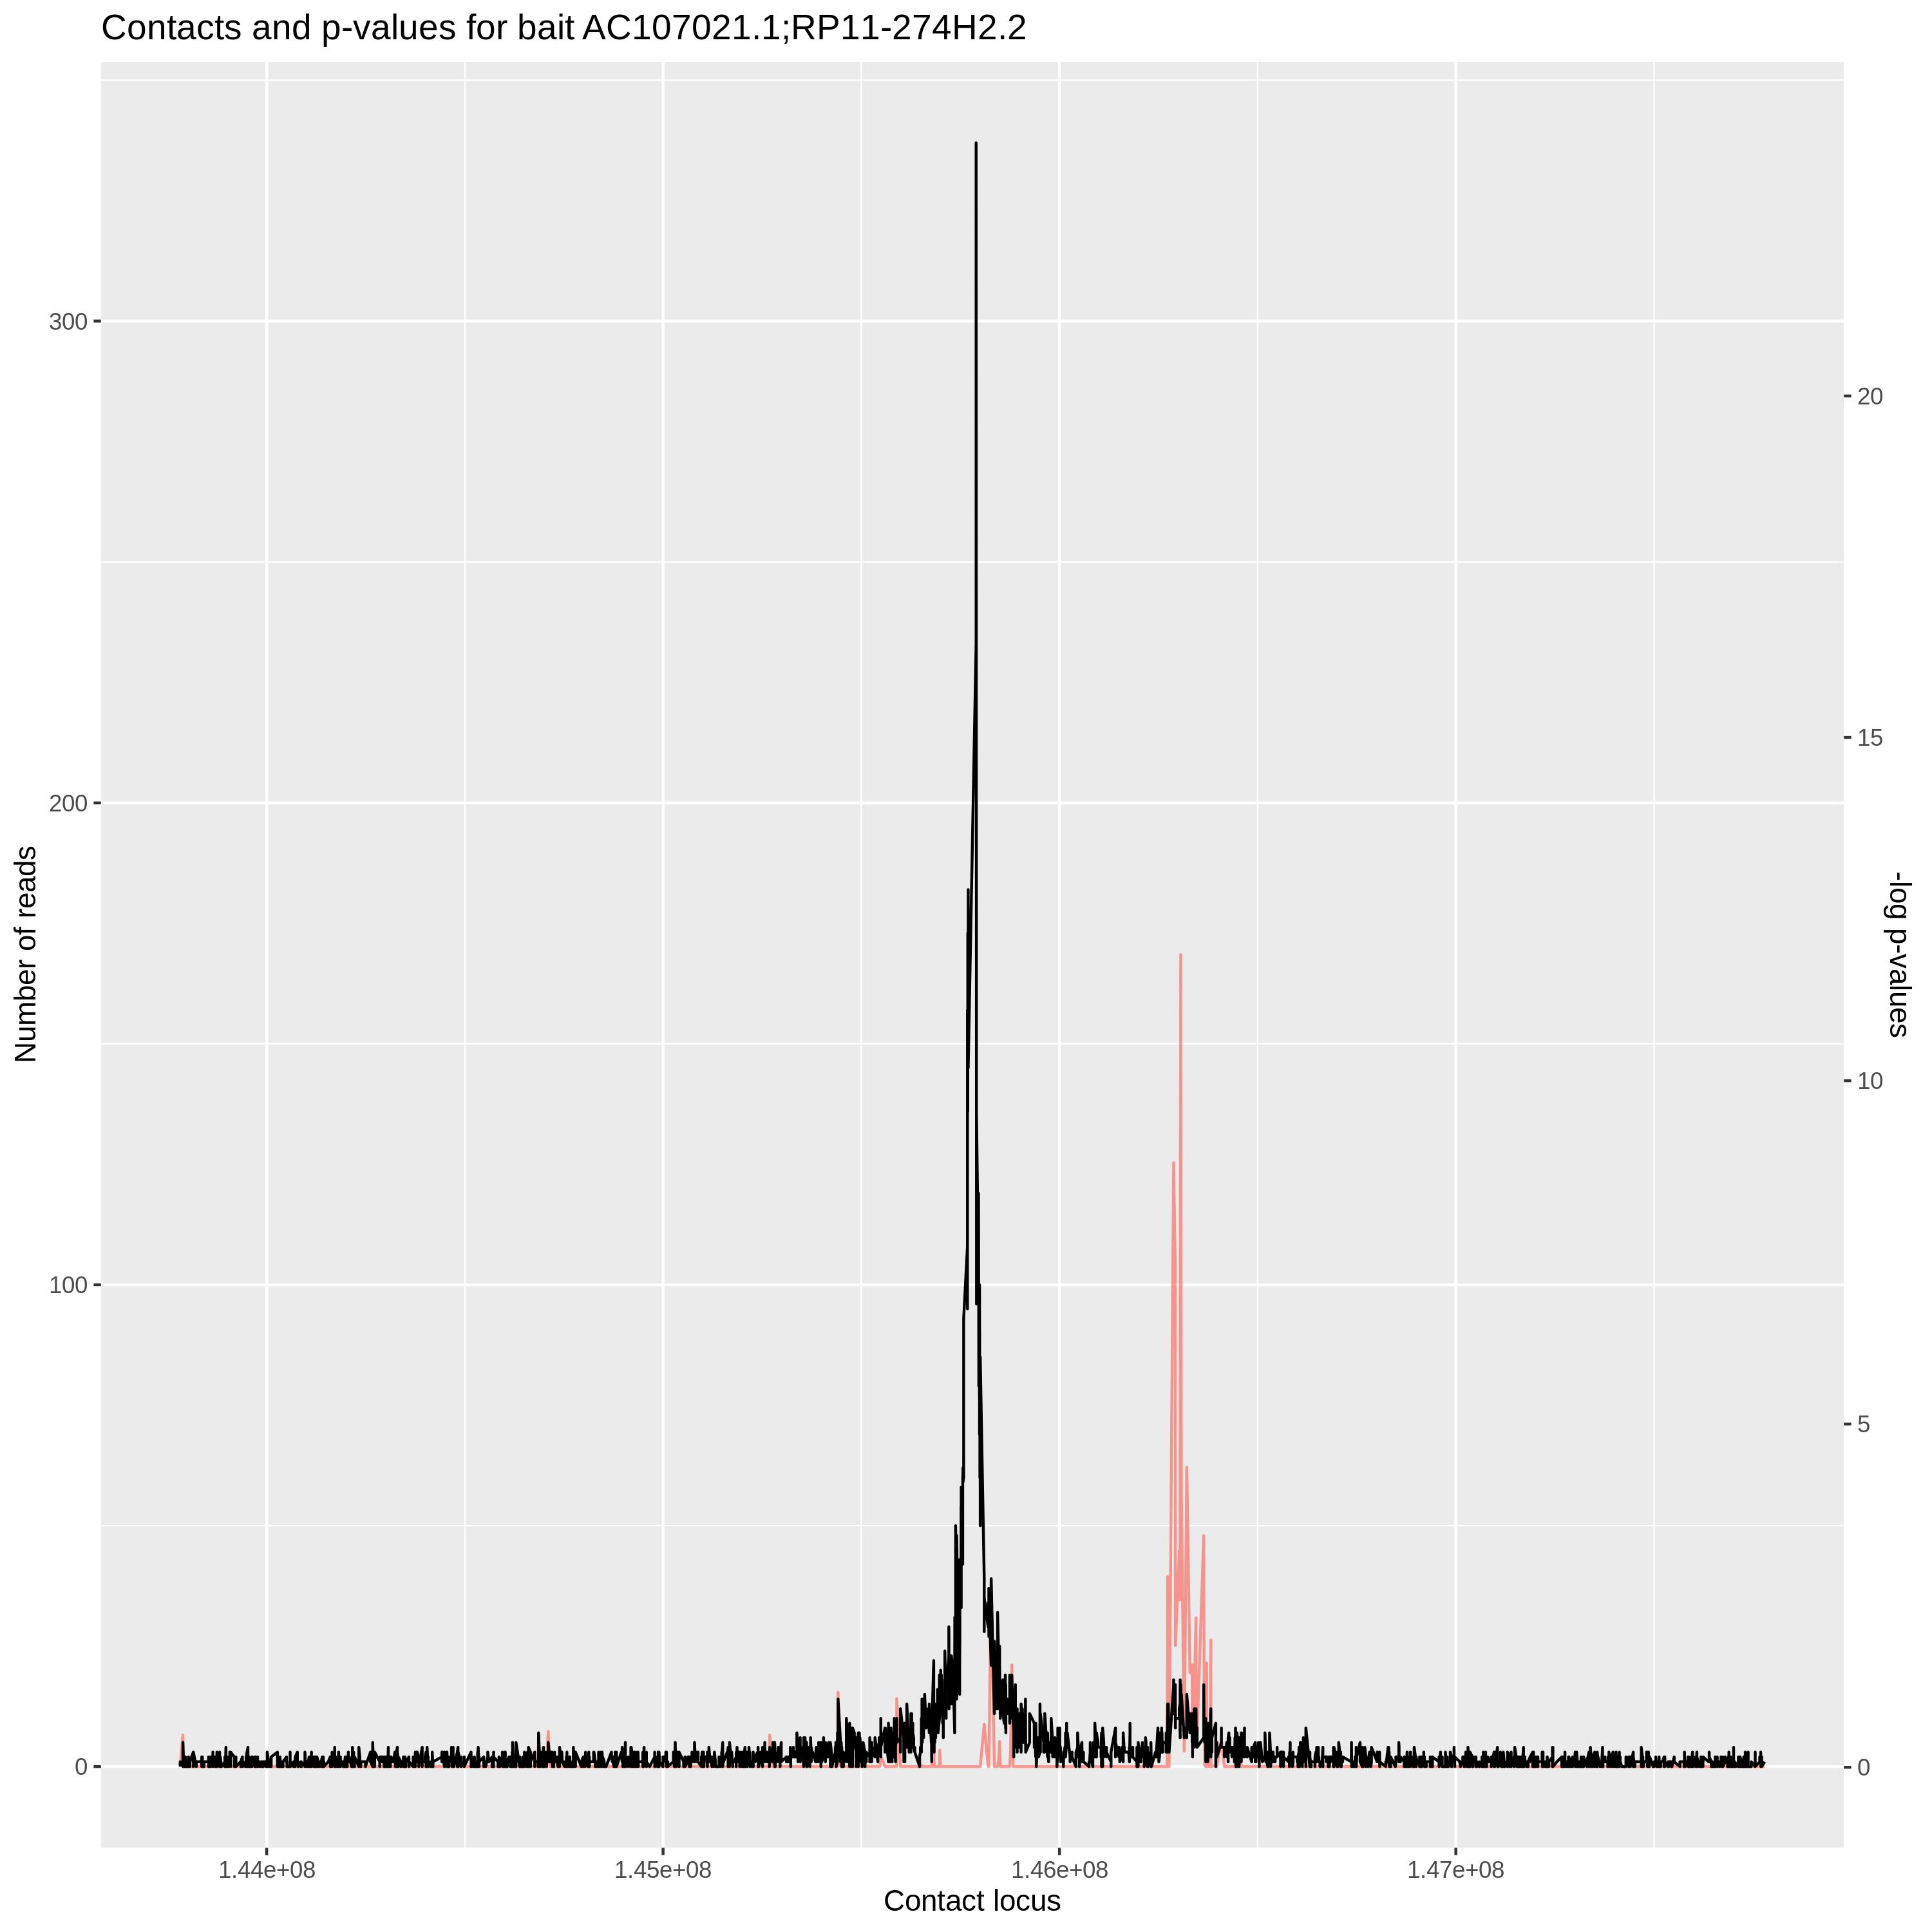 Contacts and p-values for bait AC107021.1;RP11-274H2.2
Number of reads
300
200
100
0
20
15
10
5
0
-log p-values
1.44e+08 1.45e+08 1.46e+08 1.47e+08
Contact locus